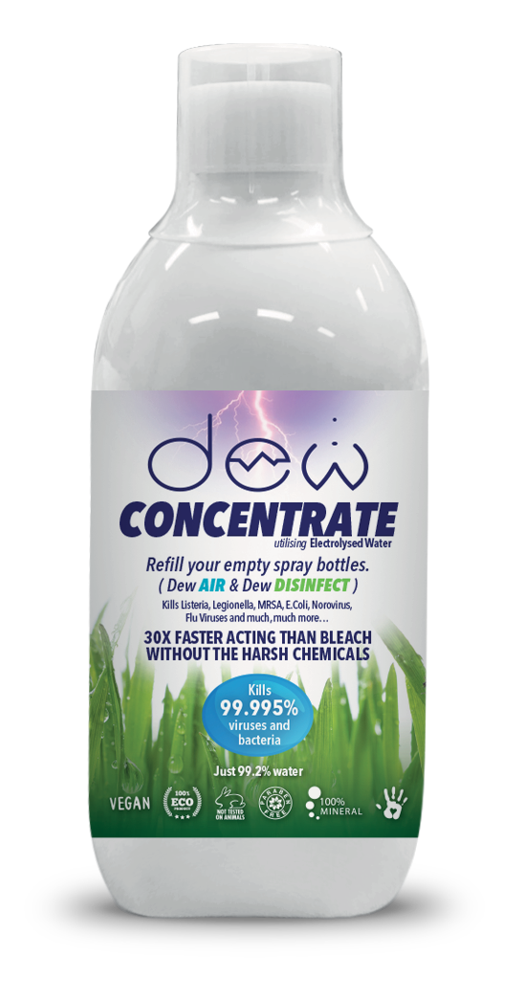 dew
CONCENTRATE
utilising Electrolysed Water
Refill your empty spray bottles.
( Dew AIR & Dew DISINFECT )
Kills Listeria, Legionella, MRSA, E.Coli, Norovirus,
Flu Viruses and much, much more...
30X FASTER ACTING THAN BLEACH
WITHOUT THE HARSH CHEMICALS
Kills
99.995%
viruses and
bacteria
Just 99.2% water
VEGAN
100%
ECO
PRODUCT
NOT TESTED
ON ANIMALS
PARABEN
FREE
100%
MINERAL